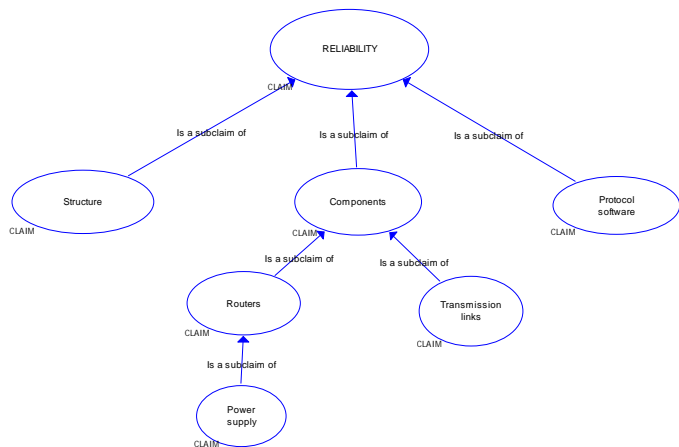 RELIABILITY
CLAIM
Is a subclaim of
Is a subclaim of
Is a subclaim of
Structure
CLAIM
Components
CLAIM
Protocol
software
CLAIM
Is a subclaim of
Is a subclaim of
Routers
CLAIM
Transmission
links
CLAIM
Is a subclaim of
Power
supply
CLAIM